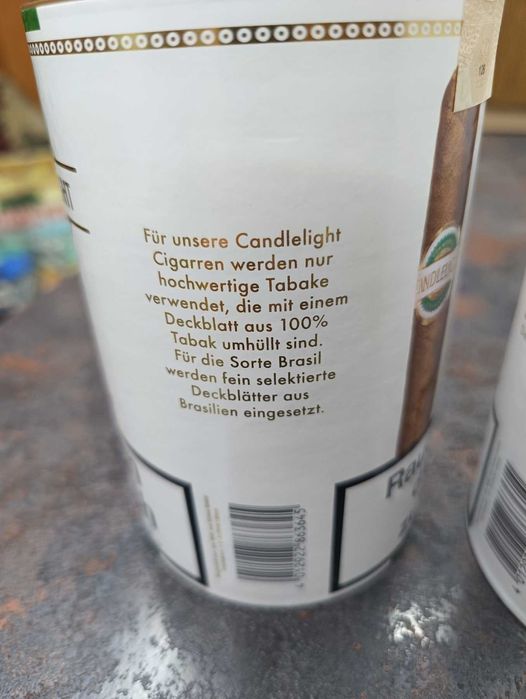 Für unsere Candlelight
Cigarren werden nur
hochwertige Tabake
verwendet, die mit einem
Deckblatt aus 100%
Tabak umhüllt sind.
Für die Sorte Brasil
werden fein selektierte
Deckblätter aus
Brasilien eingesetzt.